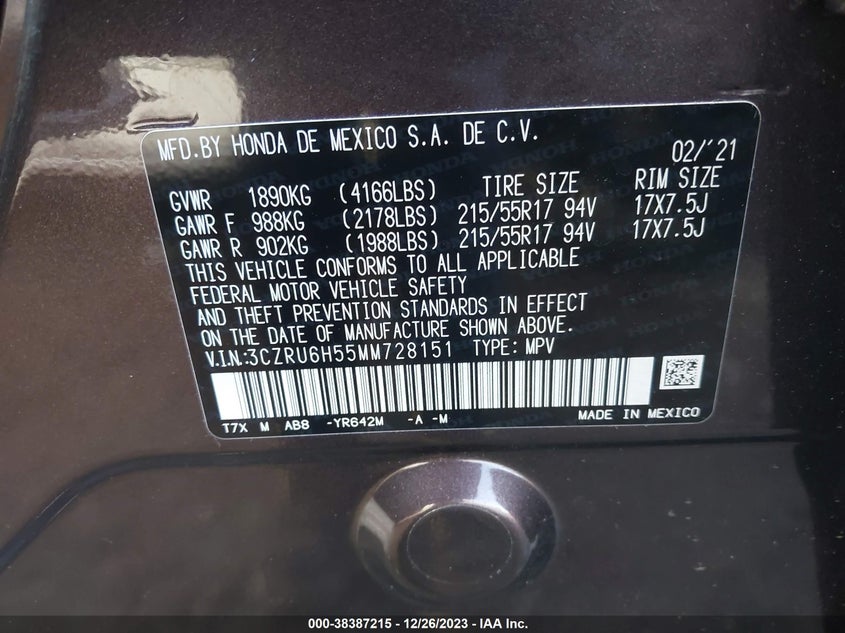 MFD.BY HONDA DE MEXICO S.A. DE C.V. 02/'21
GVWR 1890KG (4166LBS) TIRE SIZE RIM SIZE
GAWR F 988KG (2178LBS) 215/55R17 94V 17X7.5J
GAWR R 902KG (1988LBS) 215/55R17 94V 17X7.5J
THIS VEHICLE CONFORMS TO ALL APPLICABLE
FEDERAL MOTOR VEHICLE SAFETY
AND THEFT PREVENTION STANDARDS IN EFFECT
ON THE DATE OF MANUFACTURE SHOWN ABOVE.
V.I.N:3CZRU6H55MM728151 TYPE: MPV
T7X M AB8 -YR642M -A -M MADE IN MEXICO
000-38387215 - 12/26/2023 - IAA Inc.